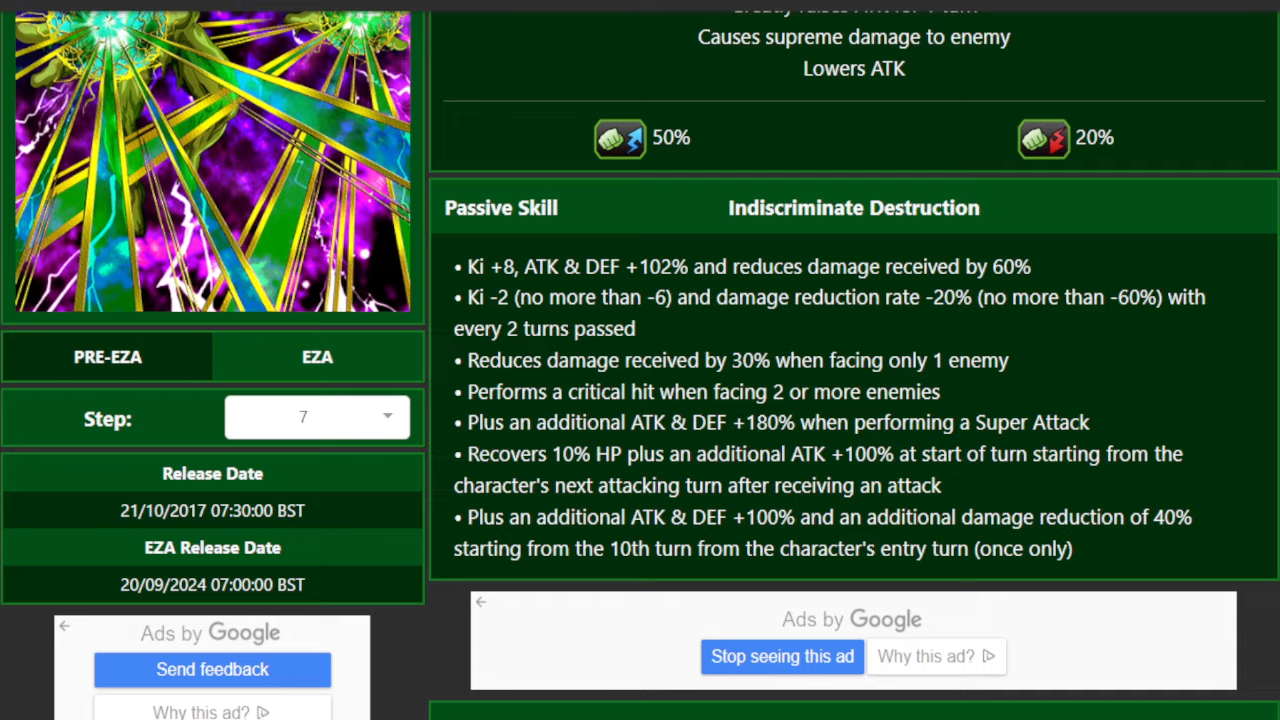 Causes supreme damage to enemy
Lowers ATK
50%
20%
Passive Skill
Indiscriminate Destruction
• Ki +8, ATK & DEF +102% and reduces damage received by 60%
• Ki -2 (no more than -6) and damage reduction rate -20% (no more than -60%) with
every 2 turns passed
• Reduces damage received by 30% when facing only 1 enemy
• Performs a critical hit when facing 2 or more enemies
• Plus an additional ATK & DEF +180% when performing a Super Attack
• Recovers 10% HP plus an additional ATK +100% at start of turn starting from the
character's next attacking turn after receiving an attack
• Plus an additional ATK & DEF +100% and an additional damage reduction of 40%
starting from the 10th turn from the character's entry turn (once only)
PRE-EZA
EZA
Step:
7
Release Date
21/10/2017 07:30:00 BST
EZA Release Date
20/09/2024 07:00:00 BST
Ads by Google
Send feedback
Why this ad?
Ads by Google
Stop seeing this ad
Why this ad?